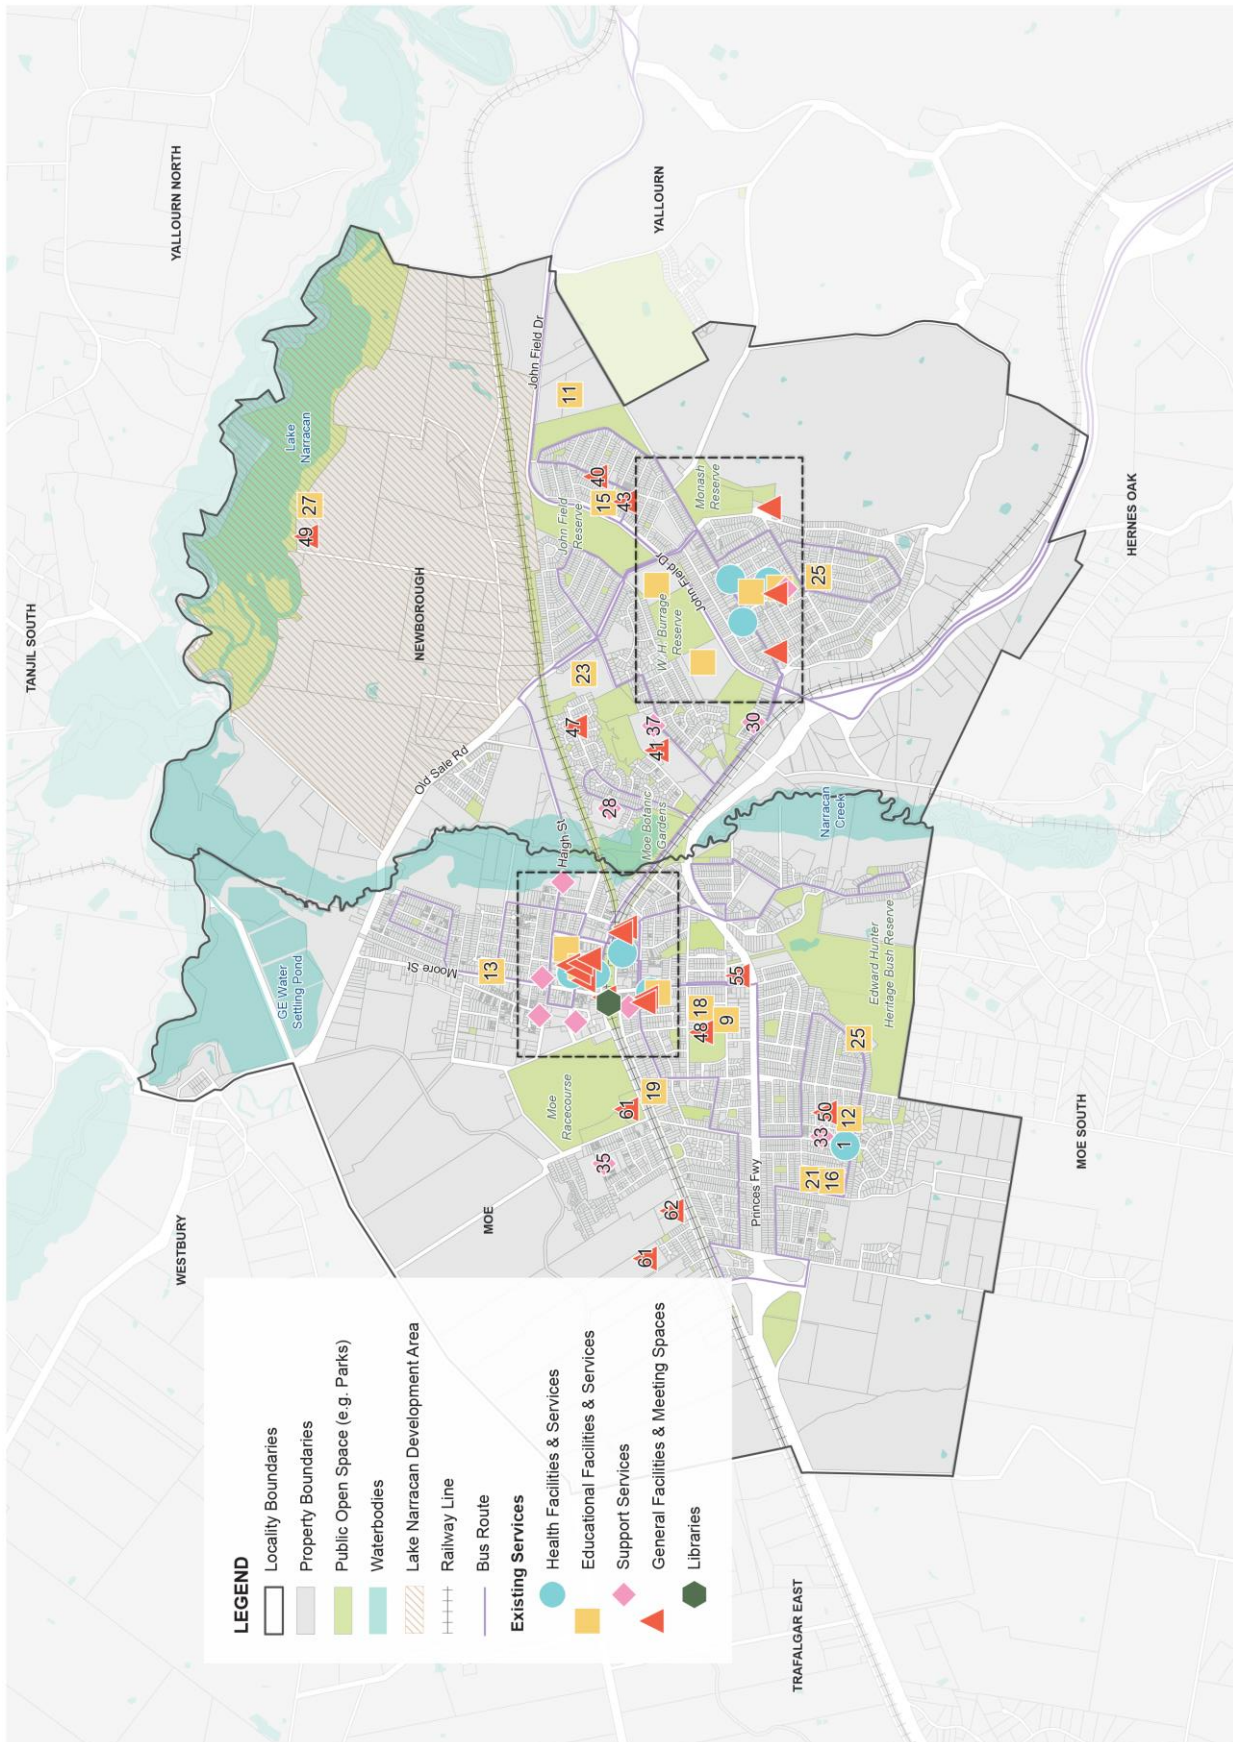 TANJIL SOUTH
YALLOURN NORTH
Lake
Narracan
49
27
NEWBOROUGH
Old Sale Rd
John Field Dr
YALLOURN
11
40
15
43
John Field
Reserve
Monash
Reserve
John Field Dr
W. H. Burrage
Reserve
25
23
47
37
41
30
28
Haigh St
Moe Botanic
Gardens
Narracan
Creek
HERNES OAK
GE Water
Settling Pond
Moore St
13
WESTBURY
Moe
Racecourse
55
18
48
9
Edward Hunter
Heritage Bush Reserve
25
19
61
35
MOE
62
61
Princes Fwy
50
12
33
1
21
16
MOE SOUTH
TRAFALGAR EAST
LEGEND
Locality Boundaries
Property Boundaries
Public Open Space (e.g. Parks)
Waterbodies
Lake Narracan Development Area
Railway Line
Bus Route
Existing Services
Health Facilities & Services
Educational Facilities & Services
Support Services
General Facilities & Meeting Spaces
Libraries